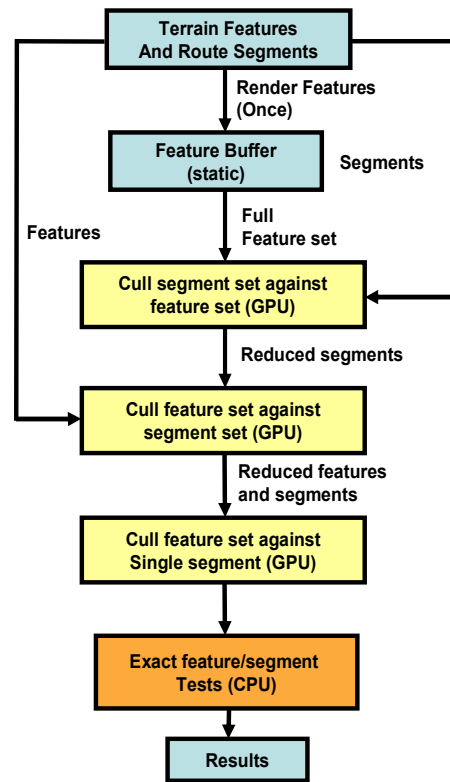 Terrain Features
And Route Segments
Render Features
(Once)
Feature Buffer
(static)
Segments
Features
Full
Feature set
Cull segment set against
feature set (GPU)
Reduced segments
Cull feature set against
segment set (GPU)
Reduced features
and segments
Cull feature set against
Single segment (GPU)
Exact feature/segment
Tests (CPU)
Results